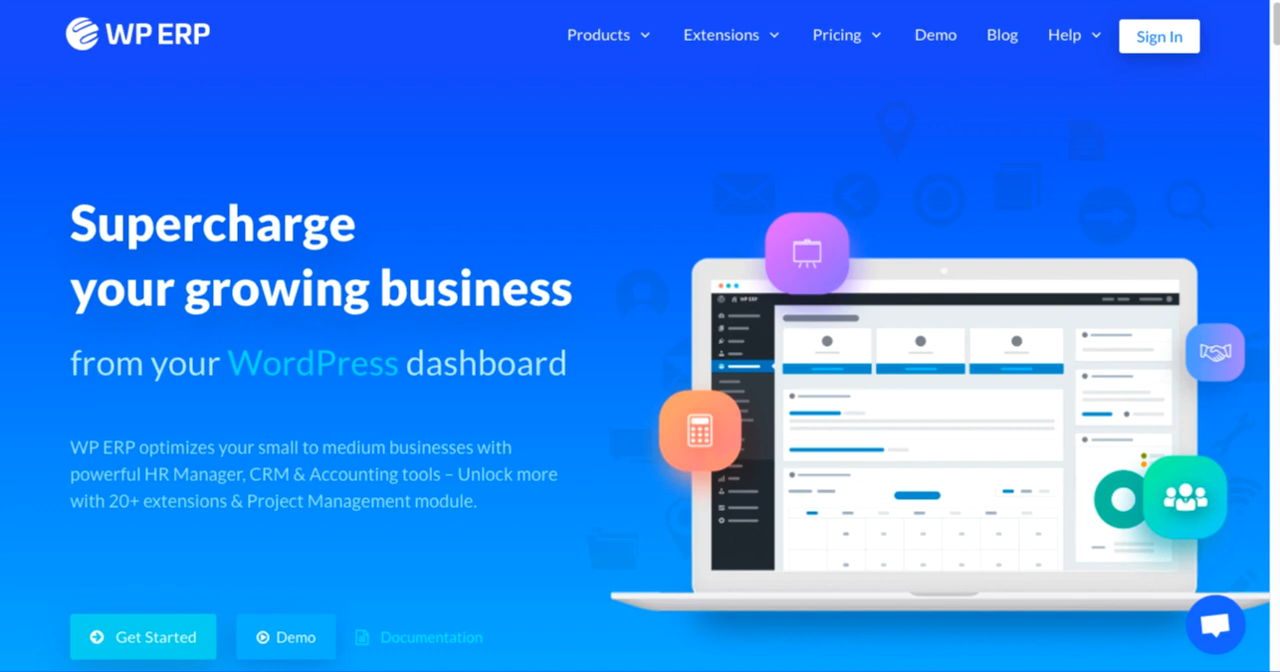 WP ERP
Products
Extensions
Pricing
Demo
Blog
Help
Sign In
Supercharge
your growing business
from your WordPress dashboard
WP ERP optimizes your small to medium businesses with
powerful HR Manager, CRM & Accounting tools – Unlock more
with 20+ extensions & Project Management module.
WP ERP
Get Started
Demo
Documentation